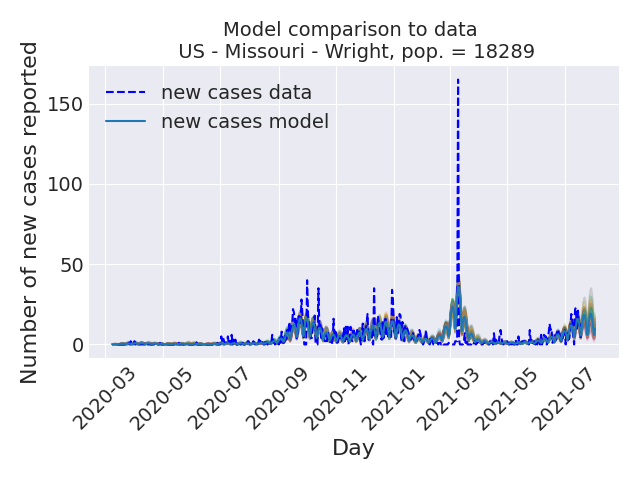 Model comparison to data
US - Missouri - Wright, pop. = 18289
Number of new cases reported
150
100
50
0
new cases data
new cases model
2020-03
2020-05
2020-07
2020-09
2020-11
2021-01
2021-03
2021-05
2021-07
Day